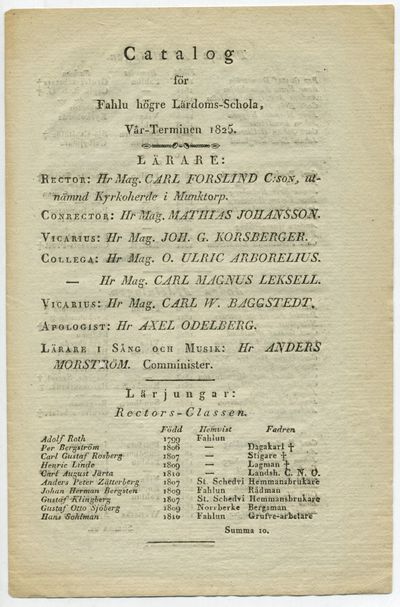 Catalog
för
Fahlu högre Lärdoms-Schola,
Vår-Terminen 1825.
LÄRARE:
RECTOR: Hr Mag. CARL FORSLIND C:SON, ut-
nämnd Kyrkoherde i Munktorp.
CONRECTOR: Hr Mag. MATHIAS JOHANSSON.
VICARIUS: Hr Mag. JOH. G. KORSBERGER.
COLLEGA: Hr Mag. O. ULRIC ARBORELIUS.
— Hr Mag. CARL MAGNUS LEKSELL.
VICARIUS: Hr Mag. CARL W. BAGGSTEDT.
APOLOGIST: Hr AXEL ODELBERG.
LÄRARE I SÅNG OCH MUSIK: Hr ANDERS
MORSTRÖM. Comminister.
Lärjungar:
Rectors-Classen.
Född Hemvist Fadren
Adolf Roth 1799 Fahlun
Per Bergström 1806 — Dagakarl †
Carl Gustaf Rosberg 1807 — Stigare †
Henric Linde 1809 — Lagman †
Carl August Järta 1810 — Landsh. C. N. O.
Anders Peter Zätterberg 1807 St. Schedvi Hemmansbrukare
Johan Herman Bergsten 1809 Fahlun Rådman
Gustaf Klingberg 1807 St. Schedvi Hemmansbrukare
Gustaf Otto Sjöberg 1809 Norrberke Bergsman
Hans Gahlman 1810 Fahlun Grufve-arbetare
Summa 10.